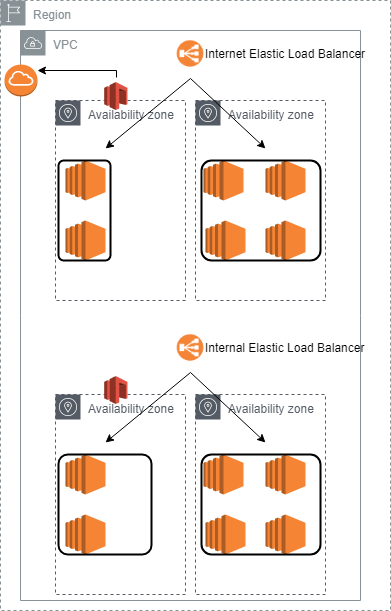 Region
VPC
Internet Elastic Load Balancer
Availability zone
Availability zone
Internal Elastic Load Balancer
Availability zone
Availability zone